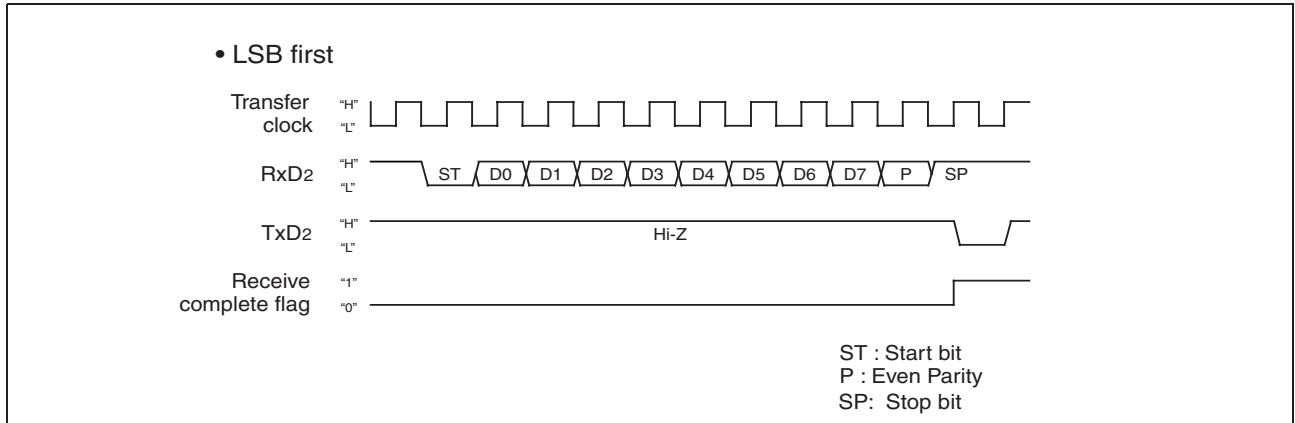 • LSB first
Transfer clock
“H”
“L”
RxD2
“H”
“L”
ST D0 D1 D2 D3 D4 D5 D6 D7 P SP
TxD2
“H”
“L”
Hi-Z
Receive complete flag
“1”
“0”
ST : Start bit
P : Even Parity
SP: Stop bit